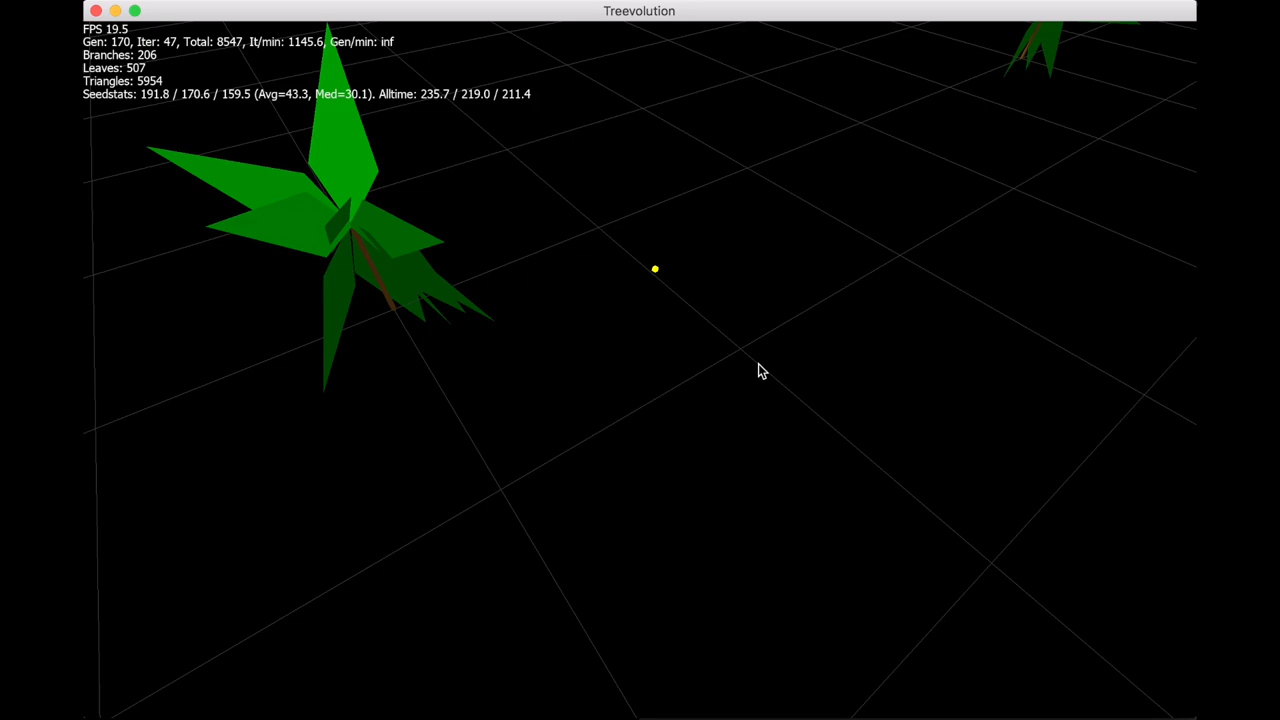 Treevolution
FPS 19.5
Gen: 170, Iter: 47, Total: 8547, It/min: 1145.6, Gen/min: inf
Branches: 206
Leaves: 507
Triangles: 5954
Seedstats: 191.8 / 170.6 / 159.5 (Avg=43.3, Med=30.1). Alltime: 235.7 / 219.0 / 211.4